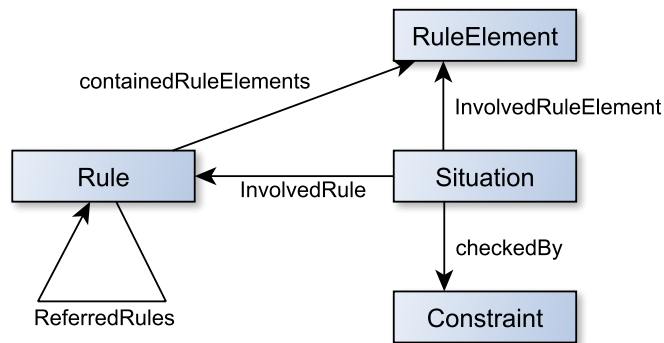 RuleElement
containedRuleElements
InvolvedRuleElement
Rule
InvolvedRule
Situation
checkedBy
ReferredRules
Constraint